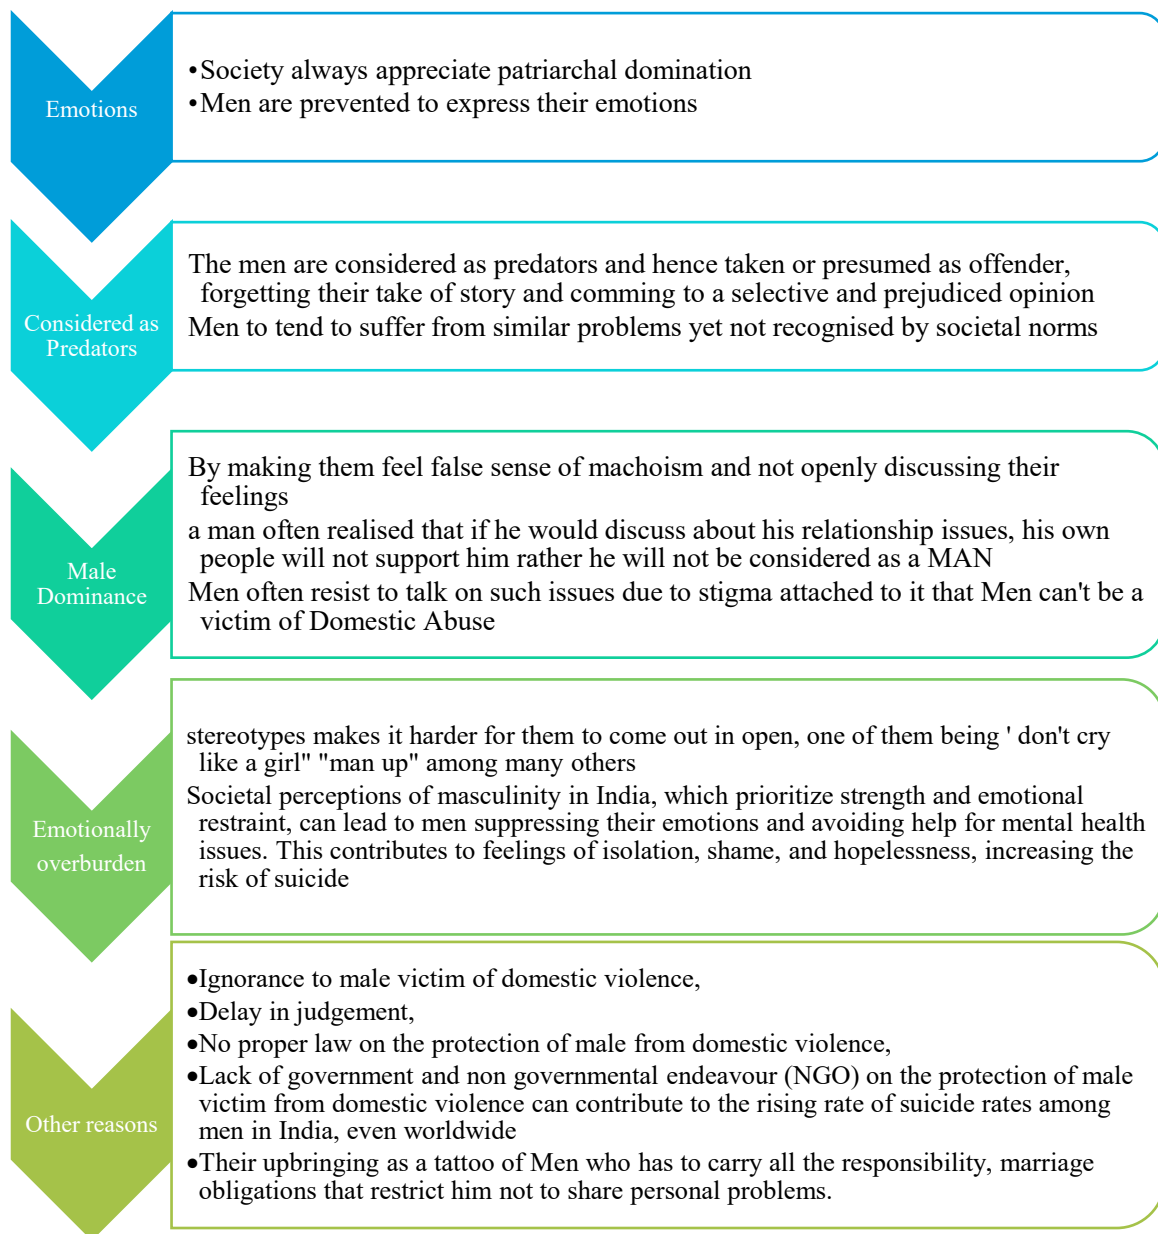 Emotions
•Society always appreciate patriarchal domination
•Men are prevented to express their emotions
Considered as
Predators
The men are considered as predators and hence taken or presumed as offender,
forgetting their take of story and comming to a selective and prejudiced opinion
Men to tend to suffer from similar problems yet not recognised by societal norms
Male
Dominance
By making them feel false sense of machoism and not openly discussing their
feelings
a man often realised that if he would discuss about his relationship issues, his own
people will not support him rather he will not be considered as a MAN
Men often resist to talk on such issues due to stigma attached to it that Men can't be a
victim of Domestic Abuse
Emotionally
overburden
stereotypes makes it harder for them to come out in open, one of them being ' don't cry
like a girl" "man up" among many others
Societal perceptions of masculinity in India, which prioritize strength and emotional
restraint, can lead to men suppressing their emotions and avoiding help for mental health
issues. This contributes to feelings of isolation, shame, and hopelessness, increasing the
risk of suicide
Other reasons
•Ignorance to male victim of domestic violence,
•Delay in judgement,
•No proper law on the protection of male from domestic violence,
•Lack of government and non governmental endeavour (NGO) on the protection of male
victim from domestic violence can contribute to the rising rate of suicide rates among
men in India, even worldwide
•Their upbringing as a tattoo of Men who has to carry all the responsibility, marriage
obligations that restrict him not to share personal problems.